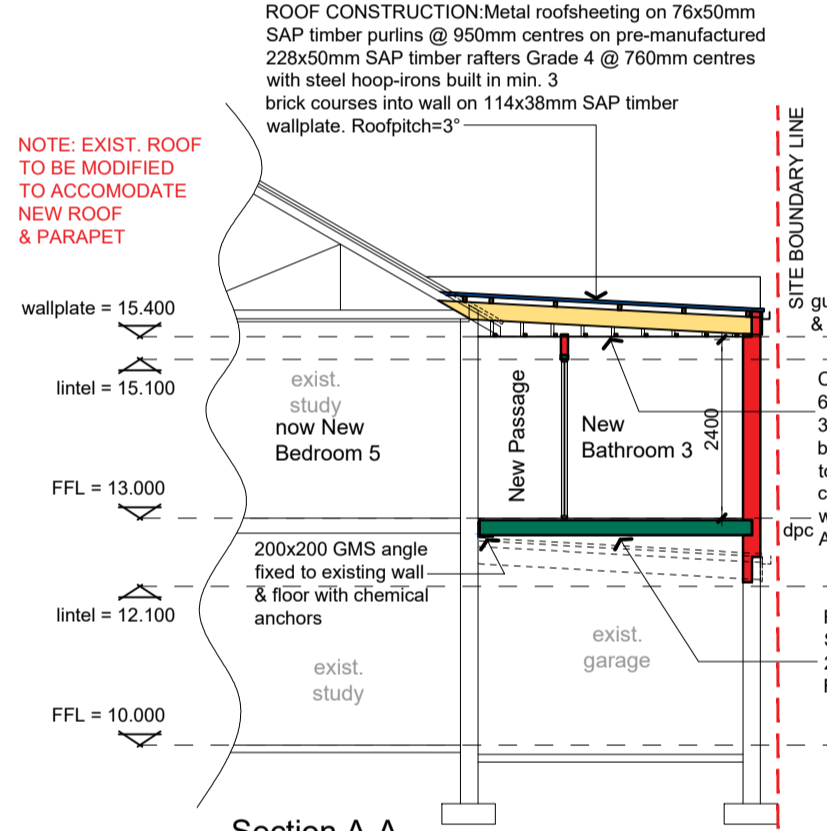 ROOF CONSTRUCTION:Metal roofsheeting on 76x50mm
SAP timber purlins @ 950mm centres on pre-manufactured
228x50mm SAP timber rafters Grade 4 @ 760mm centres
with steel hoop-irons built in min. 3
brick courses into wall on 114x38mm SAP timber
wallplate. Roofpitch=3°
NOTE: EXIST. ROOF
TO BE MODIFIED
TO ACCOMODATE
NEW ROOF
& PARAPET
SITE BOUNDARY LINE
wallplate = 15.400
lintel = 15.100
exist.
study
now New
Bedroom 5
New Passage
New
Bathroom 3
2400
FFL = 13.000
dpc
200x200 GMS angle
fixed to existing wall
& floor with chemical
anchors
lintel = 12.100
exist.
garage
exist.
study
FFL = 10.000
Section A-A
&